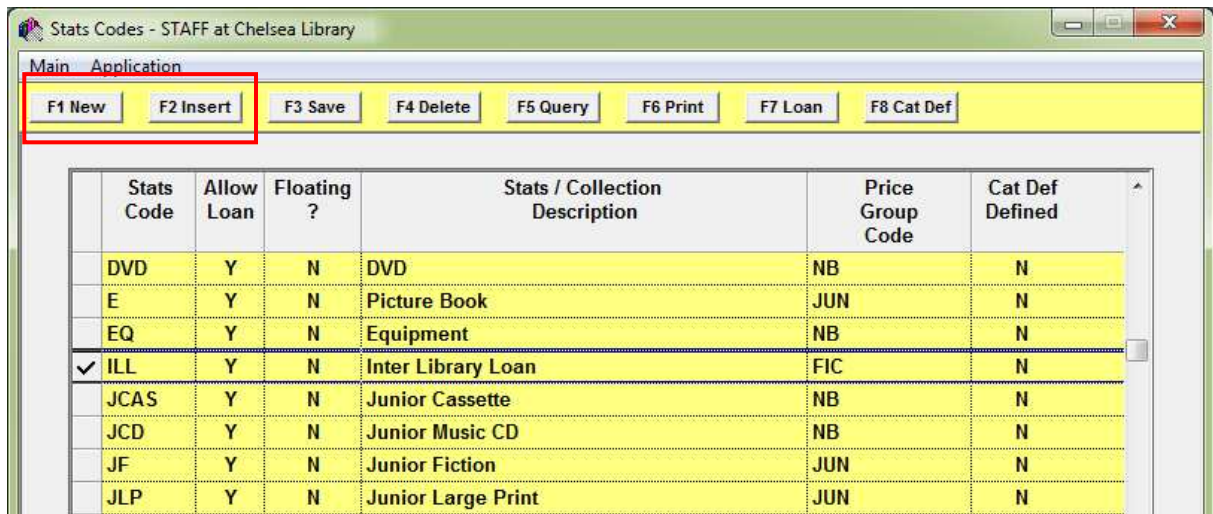 Stats Codes - STAFF at Chelsea Library
Main Application
F1 New F2 Insert F3 Save F4 Delete F5 Query F6 Print F7 Loan F8 Cat Def
Stats Code Allow Loan Floating ? Stats / Collection Description Price Group Code Cat Def Defined
DVD Y N DVD NB N
E Y N Picture Book JUN N
EQ Y N Equipment NB N
ILL Y N Inter Library Loan FIC N
JCAS Y N Junior Cassette NB N
JCD Y N Junior Music CD NB N
JF Y N Junior Fiction JUN N
JLP Y N Junior Large Print JUN N